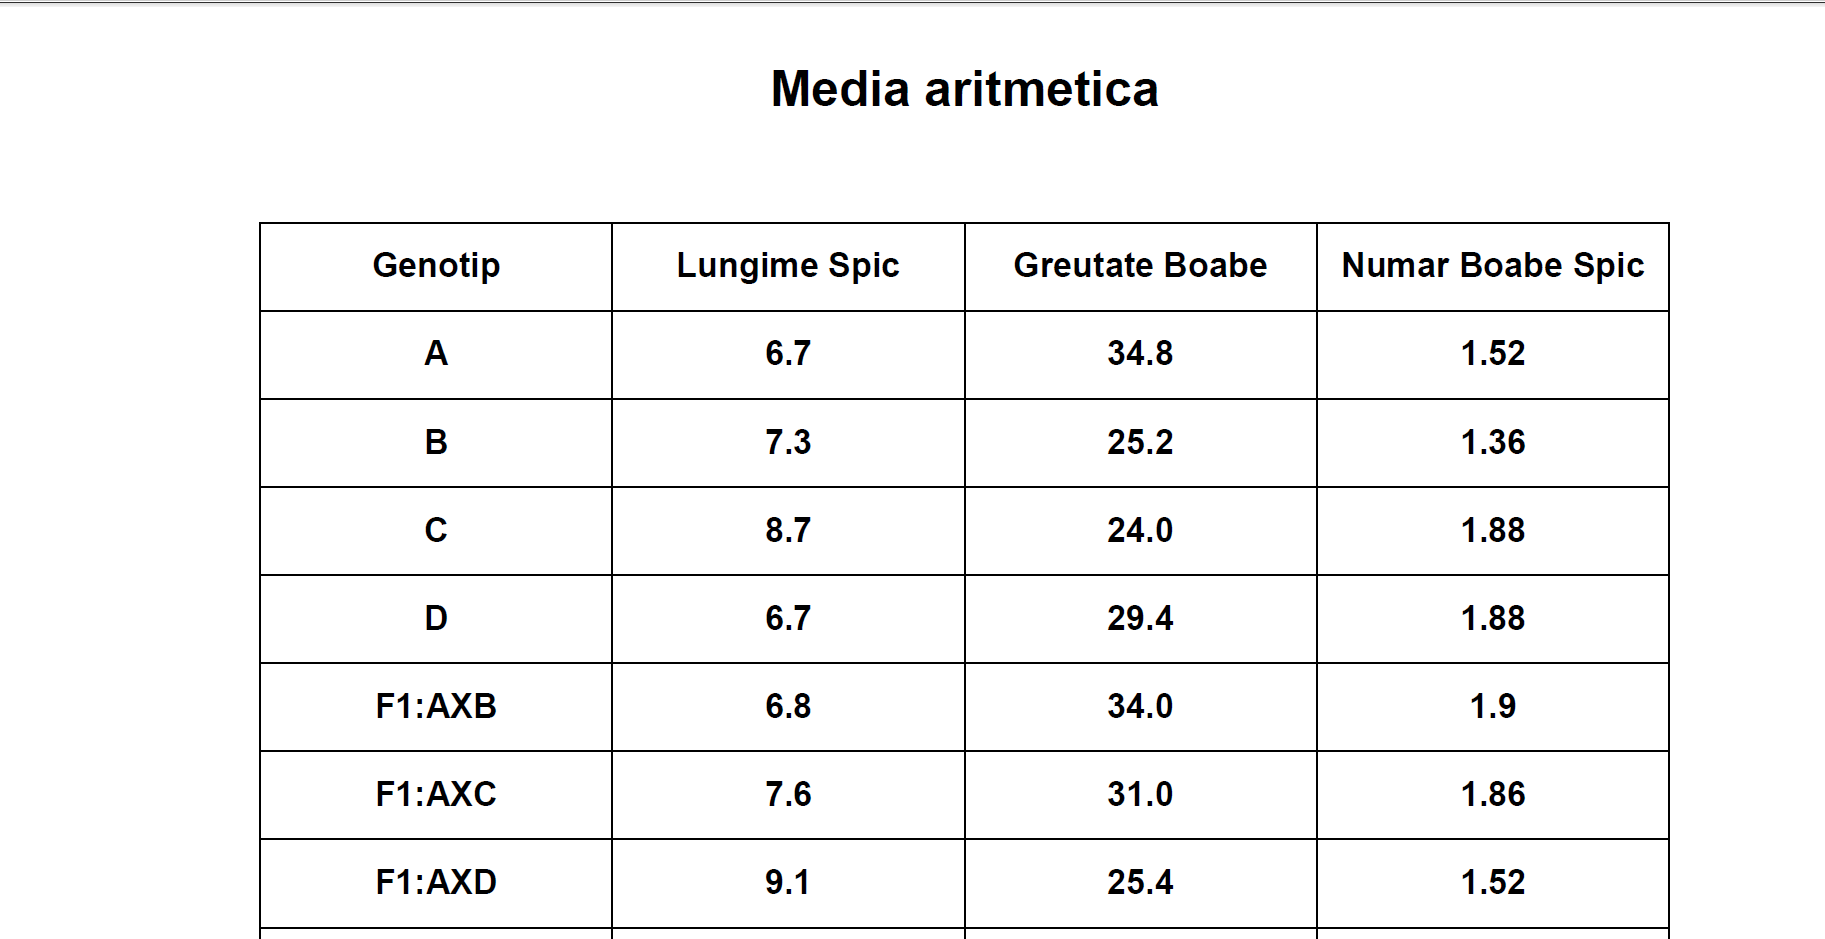 Media aritmetica
Genotip Lungime Spic Greutate Boabe Numar Boabe Spic
A 6.7 34.8 1.52
B 7.3 25.2 1.36
C 8.7 24.0 1.88
D 6.7 29.4 1.88
F1:AXB 6.8 34.0 1.9
F1:AXC 7.6 31.0 1.86
F1:AXD 9.1 25.4 1.52